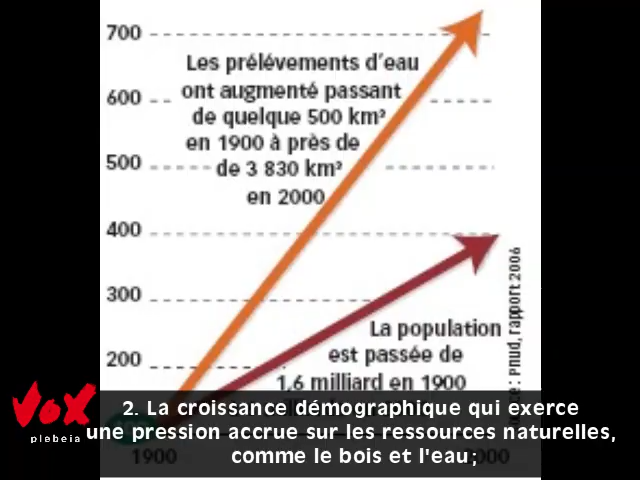 700
Les prélévements d'eau
600
ont augmenté passant
de quelque 500 km²
en 1900 à près de
500
de 3 830 km²
en 2000
400
300
La population
200
est passée de
1,6 milliard en 1900
: Pnud, rapport 2006
vox
plebeia
2. La croissance démographique qui exerce
une pression accrue sur les ressources naturelles,
comme le bois et l'eau;
1900